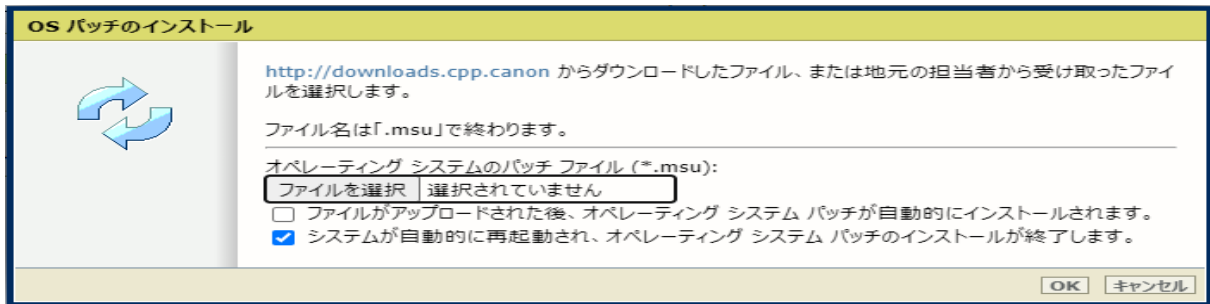 OS パッチのインストール
http://downloads.cpp.canon からダウンロードしたファイル、または地元の担当者から受け取ったファイ
ルを選択します。
ファイル名は「.msu」で終わります。
オペレーティング システムのパッチ ファイル (*.msu):
ファイルを選択 選択されていません
ファイルがアップロードされた後、オペレーティング システム パッチが自動的にインストールされます。
システムが自動的に再起動され、オペレーティング システム パッチのインストールが終了します。
OK キャンセル